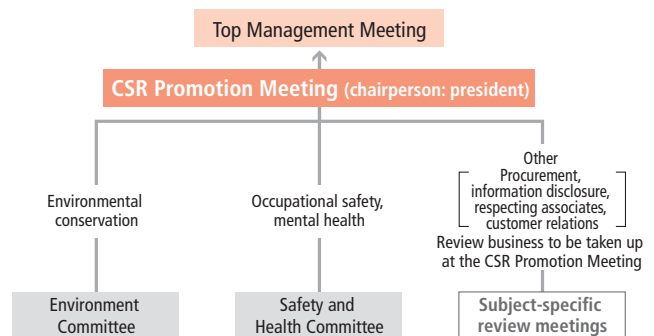 Top Management Meeting
CSR Promotion Meeting (chairperson: president)
Environmental
conservation
Occupational safety,
mental health
Other
Procurement,
information disclosure,
respecting associates,
customer relations
Review business to be taken up
at the CSR Promotion Meeting
Environment
Committee
Safety and
Health Committee
Subject-specific
review meetings